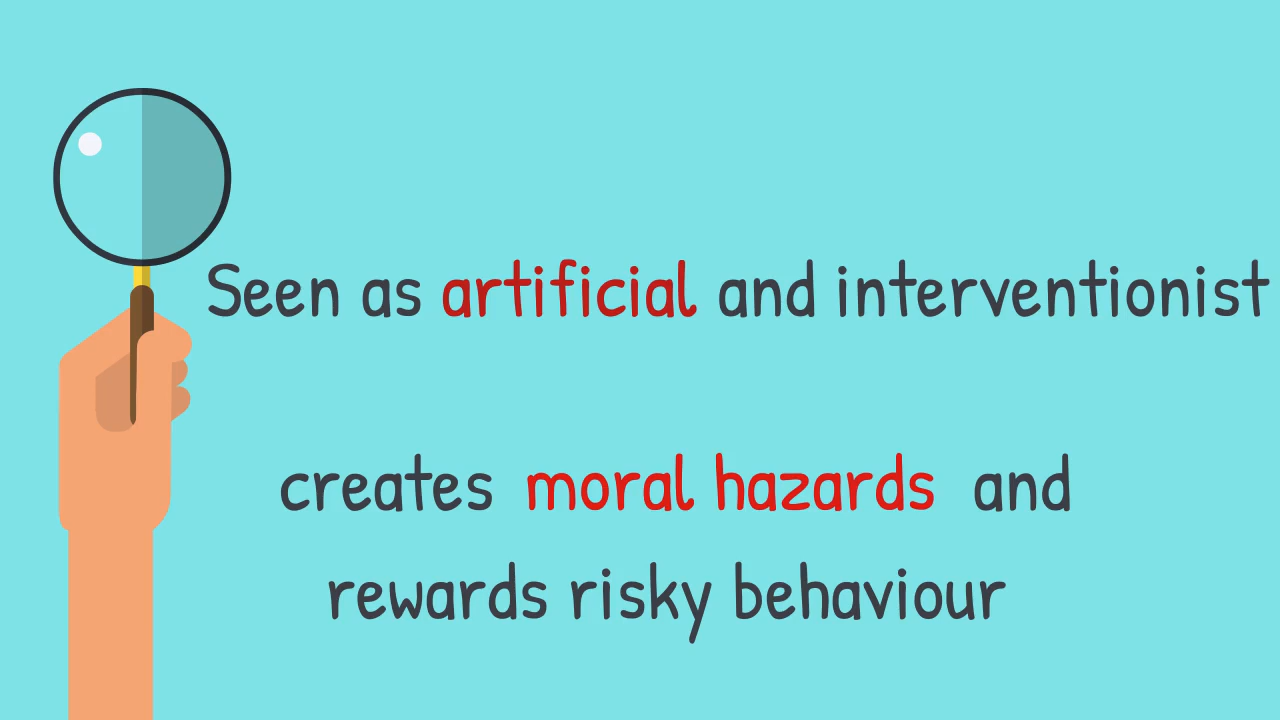 Seen as artificial and interventionist
creates moral hazards and
rewards risky behaviour